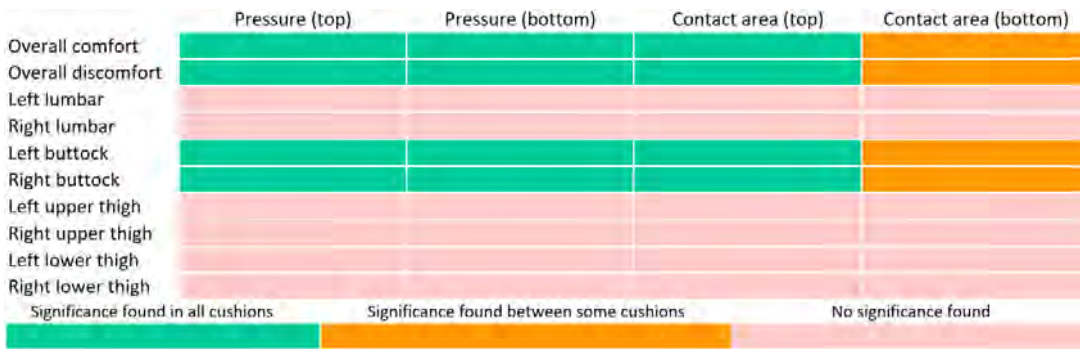 Pressure (top) Pressure (bottom) Contact area (top) Contact area (bottom)
Overall comfort
Overall discomfort
Left lumbar
Right lumbar
Left buttock
Right buttock
Left upper thigh
Right upper thigh
Left lower thigh
Right lower thigh
Significance found in all cushions Significance found between some cushions No significance found